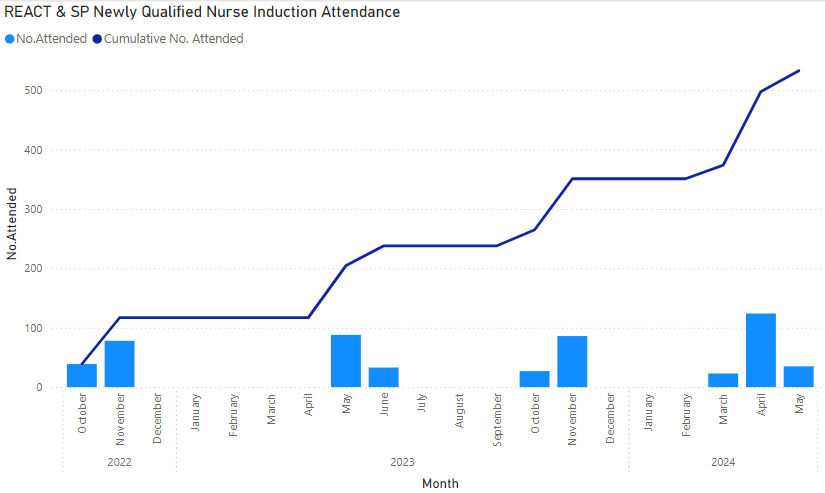 REACT & SP Newly Qualified Nurse Induction Attendance
No.Attended Cumulative No. Attended
500
400
300
200
100
0
No.Attended
October
November
December
January
February
March
April
May
June
July
August
September
October
November
December
January
February
March
April
May
2022 2023 2024
Month